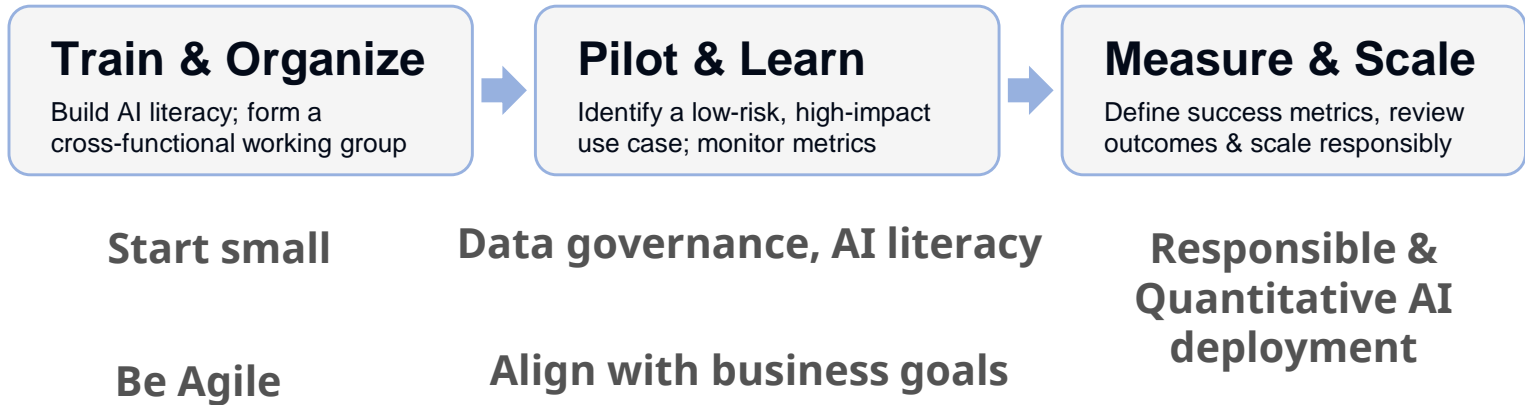 Train & Organize
Build AI literacy; form a
cross-functional working group
Pilot & Learn
Identify a low-risk, high-impact
use case; monitor metrics
Measure & Scale
Define success metrics, review
outcomes & scale responsibly
Start small
Be Agile
Data governance, AI literacy
Align with business goals
Responsible &
Quantitative AI
deployment